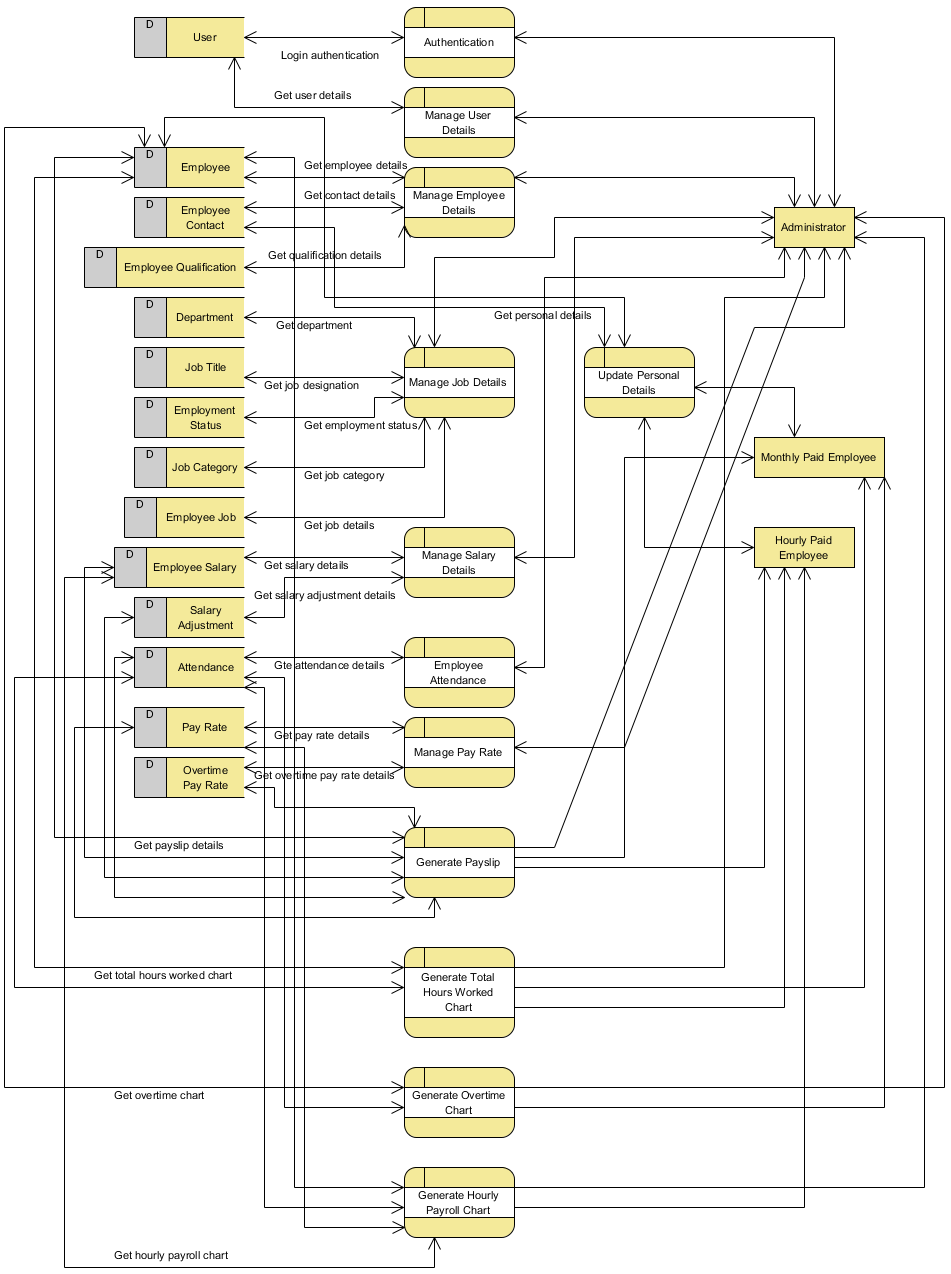 D
User
Login authentication
Authentication
Get user details
Manage User
Details
D
Employee
Get employee details
D
Employee
Contact
Get contact details
Manage Employee
Details
Administrator
D
Employee Qualification
Get qualification details
D
Department
Get department
Get personal details
D
Job Title
Get job designation
Manage Job Details
Update Personal
Details
D
Employment
Status
Get employment status
D
Job Category
Get job category
Monthly Paid Employee
D
Employee Job
Get job details
D
Employee Salary
Get salary details
Manage Salary
Details
Hourly Paid
Employee
Get salary adjustment details
D
Salary
Adjustment
D
Attendance
Gte attendance details
Employee
Attendance
D
Pay Rate
Get pay rate details
Manage Pay Rate
D
Overtime
Pay Rate
Get overtime pay rate details
Get payslip details
Generate Payslip
Get total hours worked chart
Generate Total
Hours Worked
Chart
Get overtime chart
Generate Overtime
Chart
Generate Hourly
Payroll Chart
Get hourly payroll chart